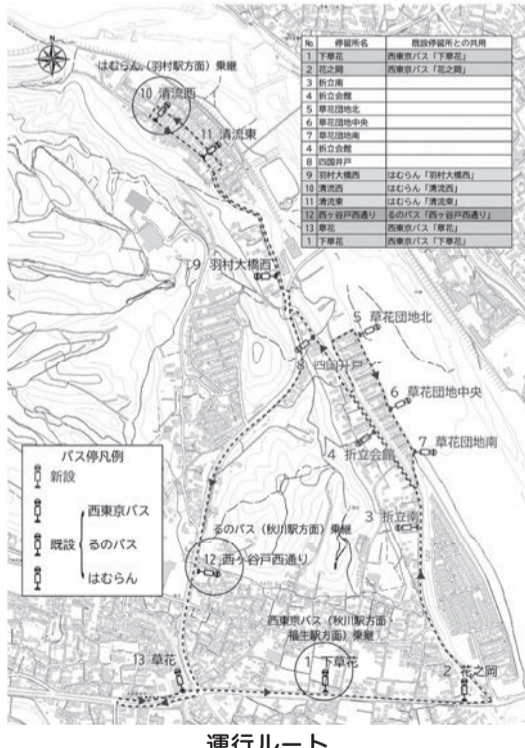 N
№ 停留所名 既設停留所との共用
1 下草花 西東京バス「下草花」
2 花之岡 西東京バス「花之岡」
3 折立南
4 折立会館
5 草花団地北
6 草花団地中央
7 草花団地南
4 折立会館
8 四国井戸
9 羽村大橋西 はむらん「羽村大橋西」
10 清流西 はむらん「清流西」
11 清流東 はむらん「清流東」
12 西ヶ谷戸西通り るのバス「西ヶ谷戸西通り」
13 草花 西東京バス「草花」
1 下草花 西東京バス「下草花」
はむらん（羽村駅方面）乗継
10 清流西
11 清流東
9 羽村大橋西
5 草花団地北
8 四国井戸
6 草花団地中央
4 折立会館
7 草花団地南
3 折立南
バス停凡例
新設
既設
西東京バス
るのバス
はむらん
るのバス（秋川駅方面）乗継
12 西ヶ谷戸西通り
西東京バス（秋川駅方面・
福生駅方面）乗継
13 草花
1 下草花
2 花之岡
運行ルート